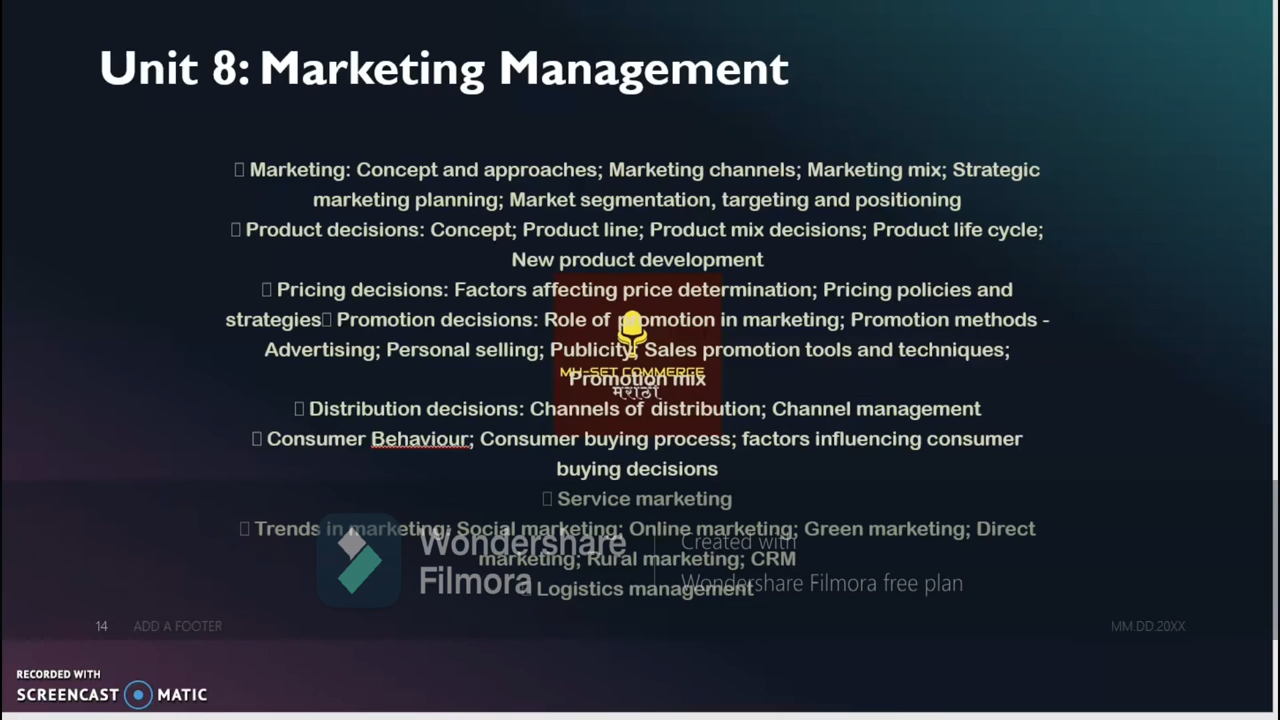 Unit 8: Marketing Management
Marketing: Concept and approaches; Marketing channels; Marketing mix; Strategic
marketing planning; Market segmentation, targeting and positioning
Product decisions: Concept; Product line; Product mix decisions; Product life cycle;
New product development
Pricing decisions: Factors affecting price determination; Pricing policies and
strategies Promotion decisions: Role of promotion in marketing; Promotion methods -
Advertising; Personal selling; Publicity; Sales promotion tools and techniques;
Promotion mix
MH-SET COMMERCE
मराठी
Distribution decisions: Channels of distribution; Channel management
Consumer Behaviour; Consumer buying process; factors influencing consumer
buying decisions
Service marketing
Trends in marketing; Social marketing; Online marketing; Green marketing; Direct
marketing; Rural marketing; CRM
Logistics management
Wondershare
Filmora
Created with
Wondershare Filmora free plan
14 ADD A FOOTER MM.DD.20XX
RECORDED WITH
SCREENCAST MATIC